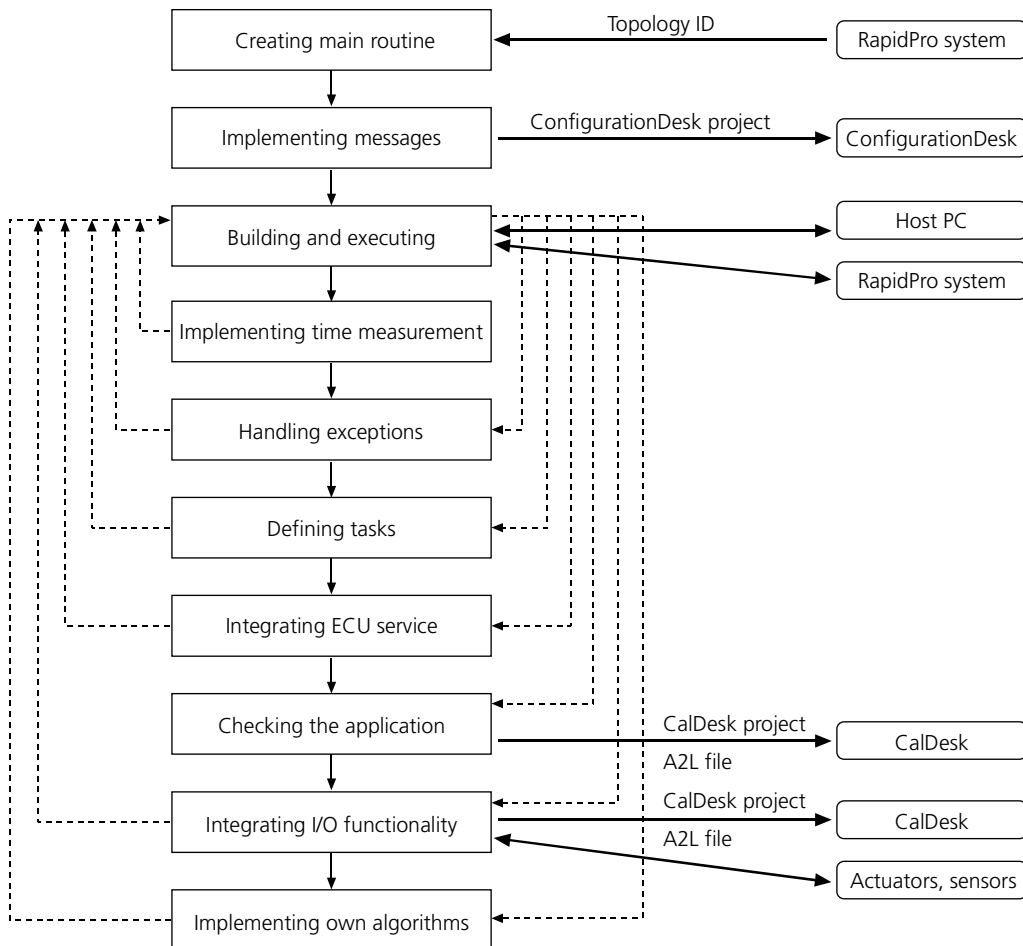 Creating main routine
Topology ID
RapidPro system
Implementing messages
ConfigurationDesk project
ConfigurationDesk
Building and executing
Host PC
RapidPro system
Implementing time measurement
Handling exceptions
Defining tasks
Integrating ECU service
Checking the application
CalDesk project
A2L file
CalDesk
Integrating I/O functionality
CalDesk project
A2L file
CalDesk
Actuators, sensors
Implementing own algorithms